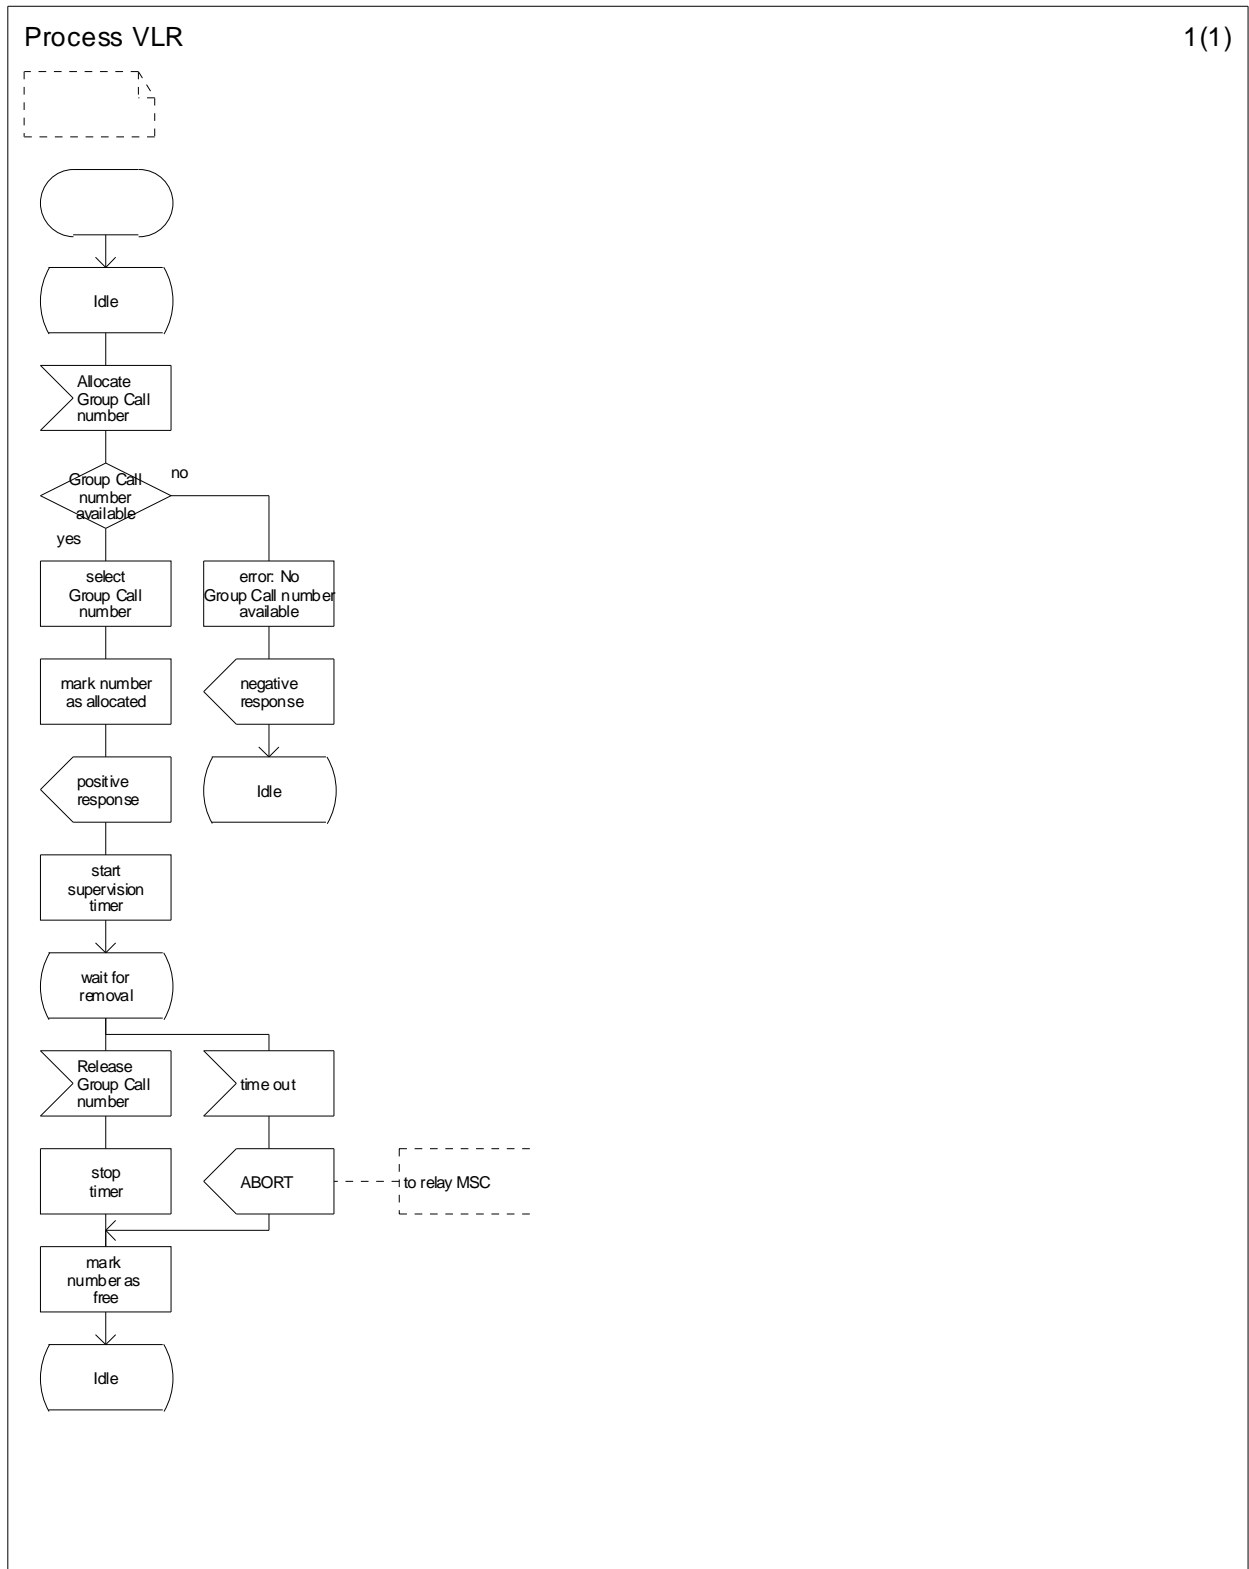 Process VLR
1(1)
Idle
Allocate
Group Call
number
Group Call
number
available
no
yes
select
Group Call
number
error: No
Group Call number
available
mark number
as allocated
negative
response
positive
response
Idle
start
supervision
timer
wait for
removal
Release
Group Call
number
time out
stop
timer
ABORT
to relay MSC
mark
number as
free
Idle